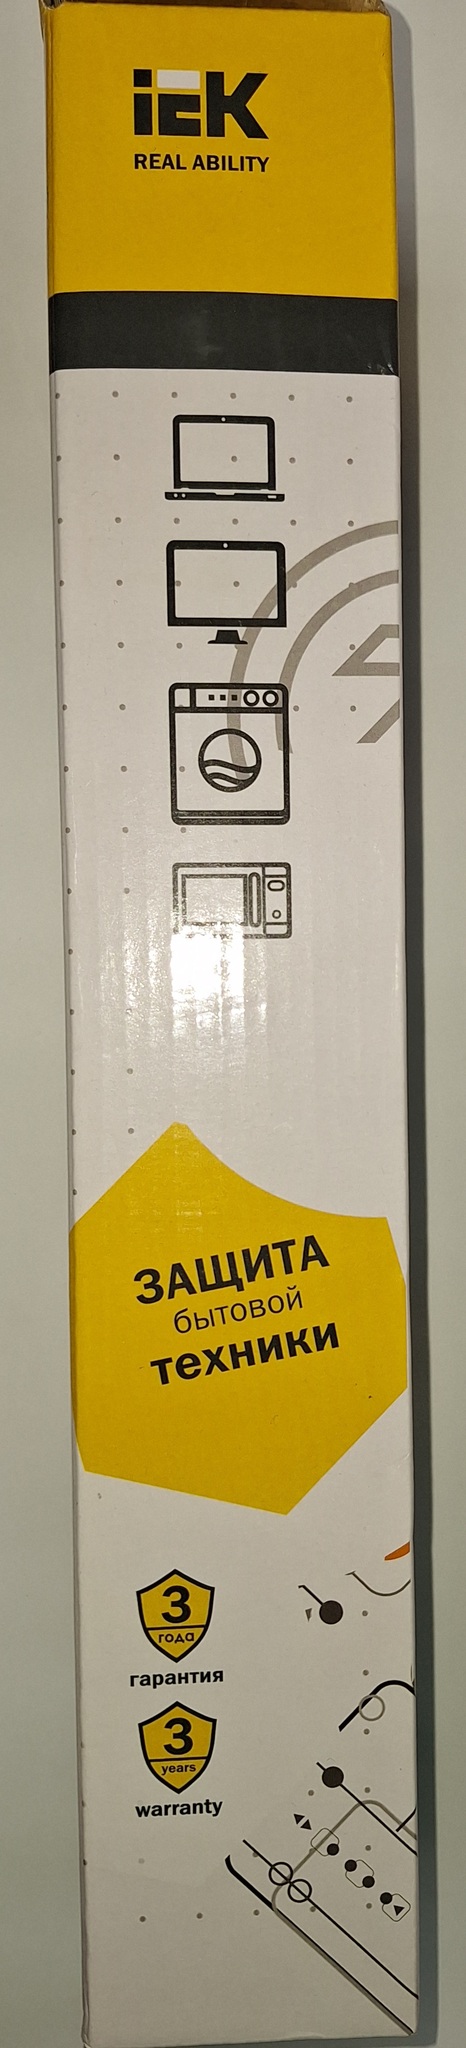 iEK
REAL ABILITY
ЗАЩИТА
бытовой
техники
3
года
гарантия
3
years
warranty